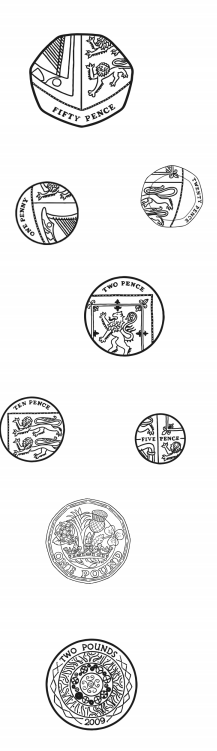 FIFTY PENCE
ONE PENNY
TWENTY PENCE
TWO PENCE
TEN PENCE
FIVE PENCE
ONE POUND
TWO POUNDS
2009